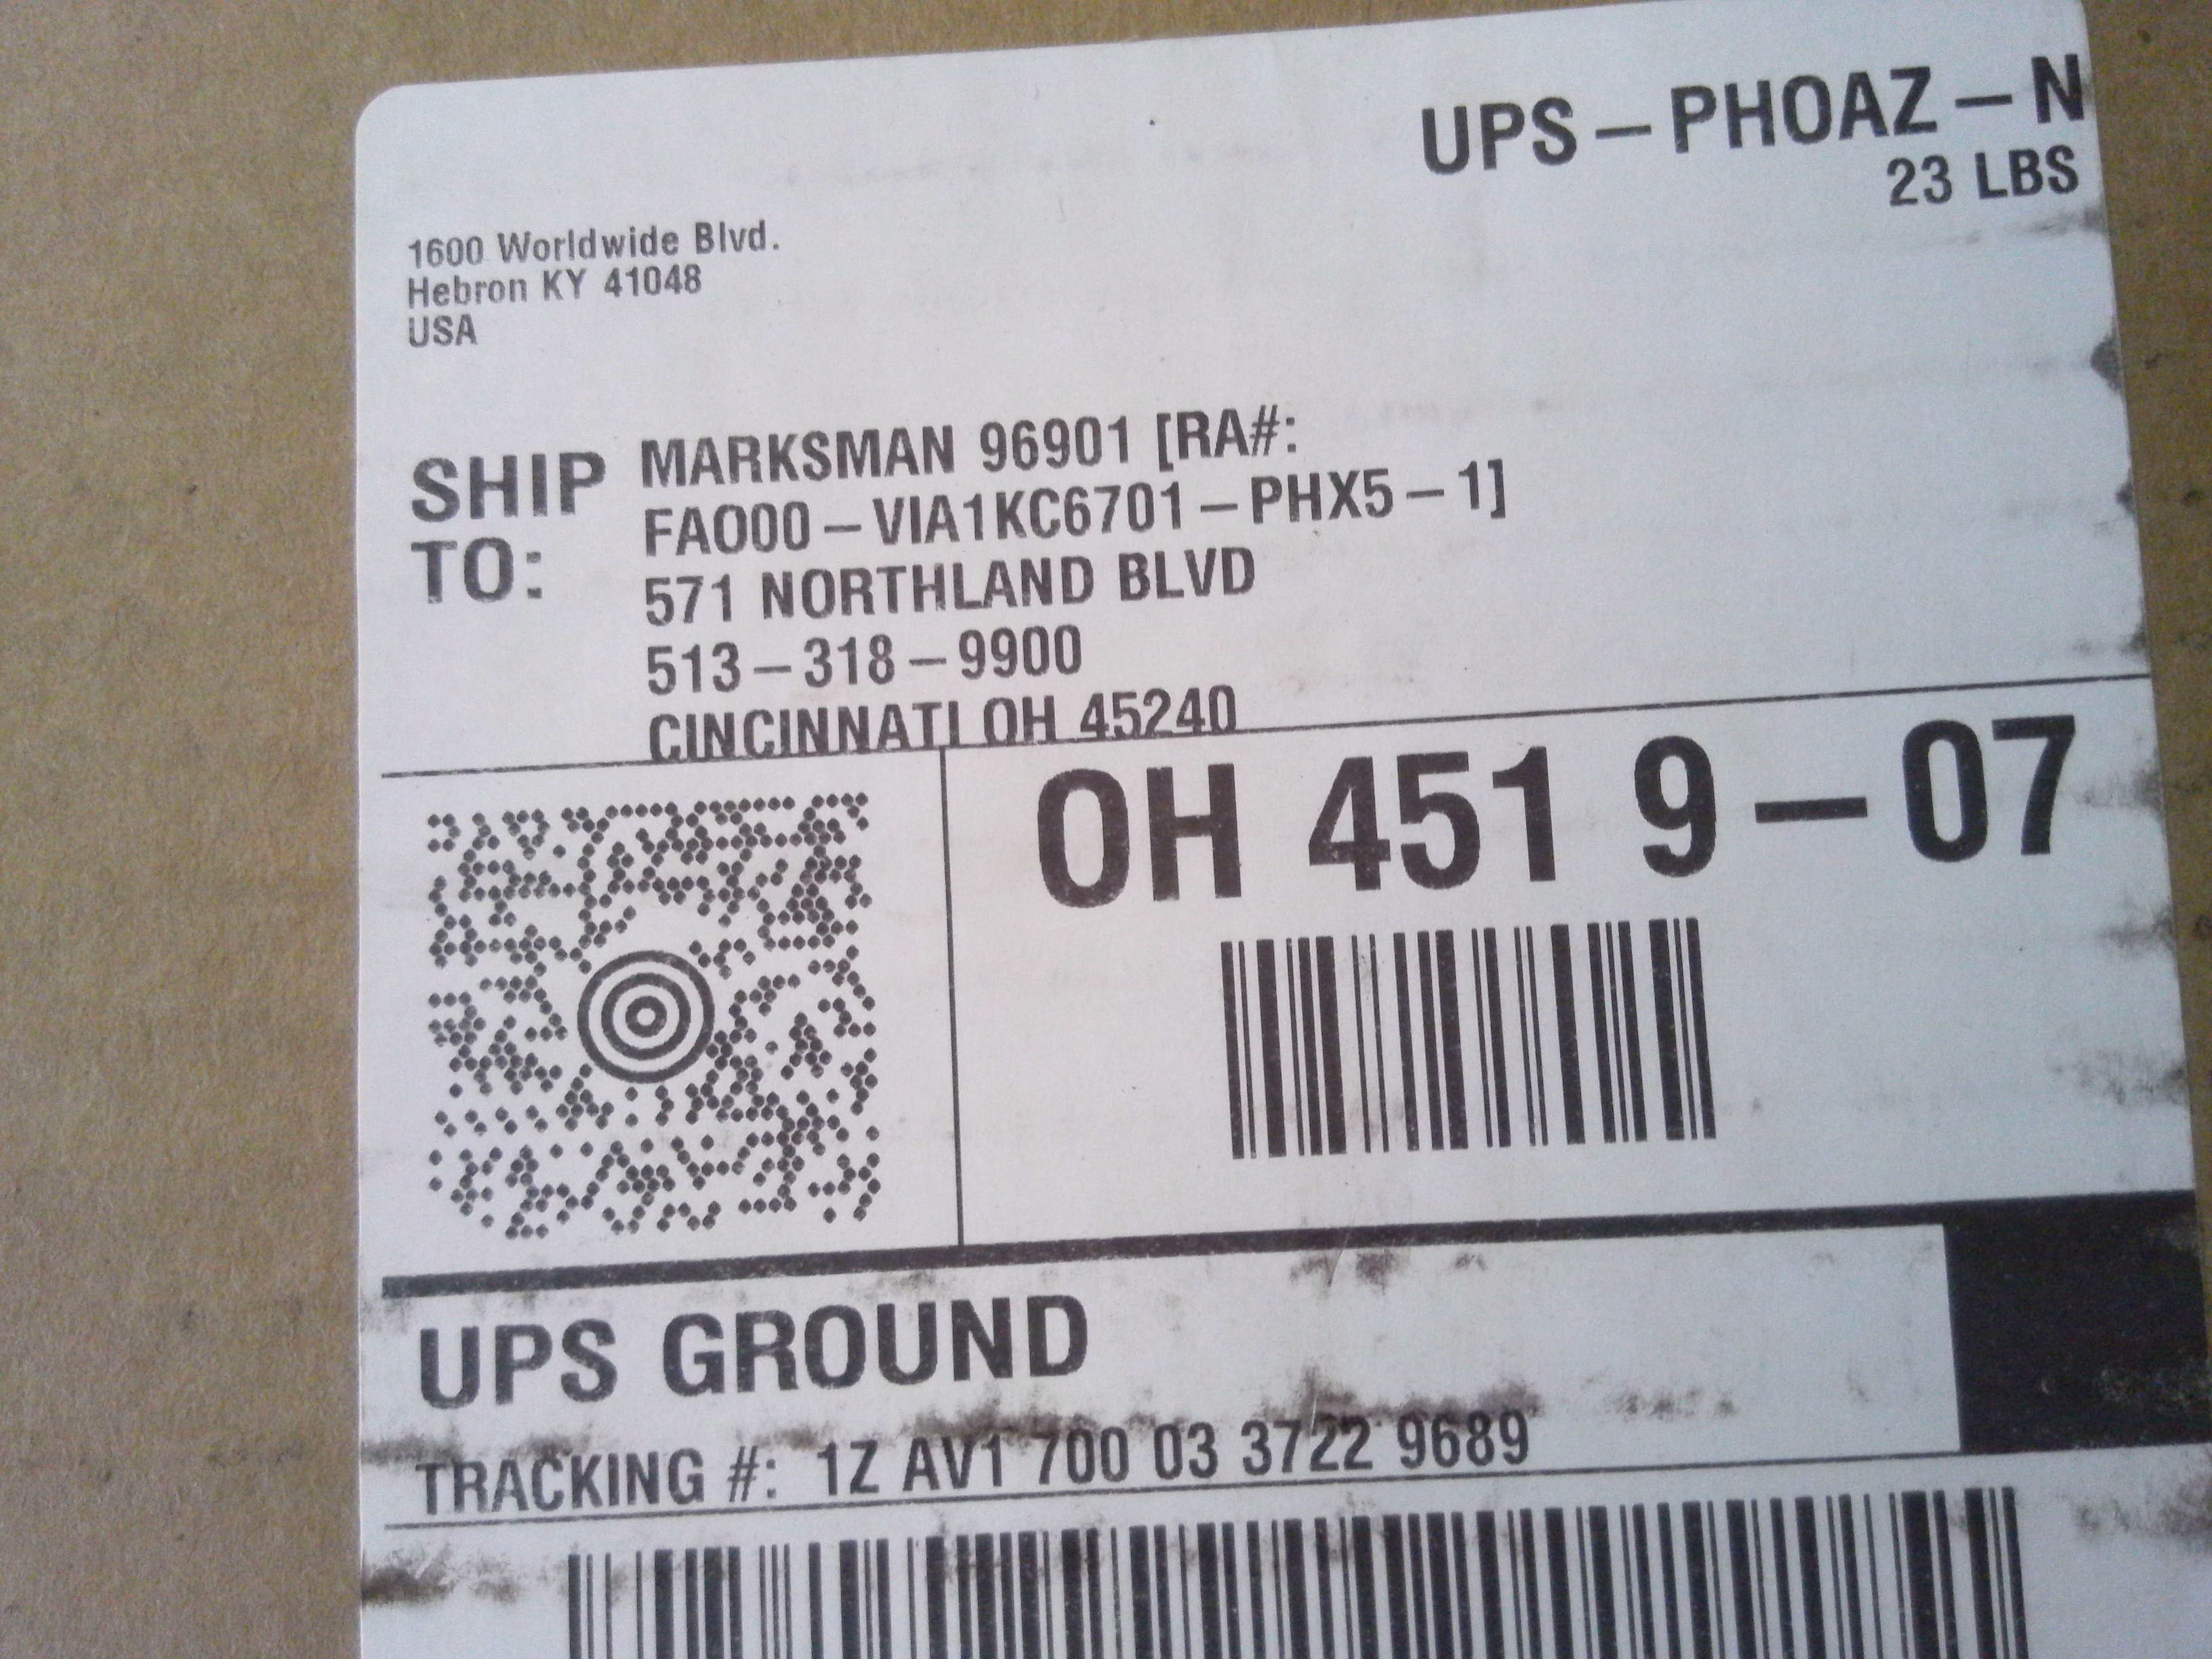 UPS – PHOAZ – N
23 LBS
1600 Worldwide Blvd.
Hebron KY 41048
USA
SHIP TO:
MARKSMAN 96901 [RA#:
FAO00 – VIA1KC6701 – PHX5 – 1]
571 NORTHLAND BLVD
513 – 318 – 9900
CINCINNATI OH 45240
OH 451 9 – 07
UPS GROUND
TRACKING #: 1Z AV1 700 03 3722 9689